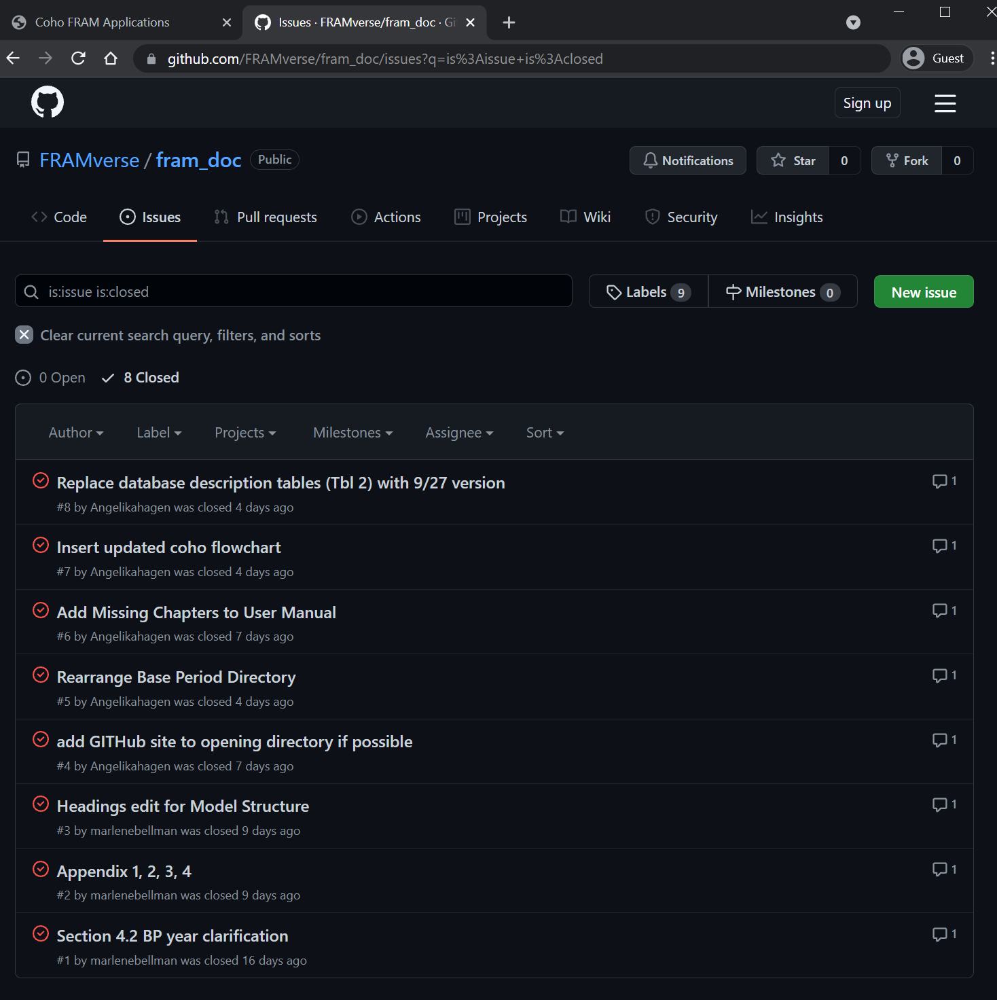 Coho FRAM Applications
Issues · FRAMverse/fram_doc · Gi
github.com/FRAMverse/fram_doc/issues?q=is%3Aissue+is%3Aclosed
Guest
Sign up
FRAMverse / fram_doc Public
Notifications Star 0 Fork 0
Code Issues Pull requests Actions Projects Wiki Security Insights
is:issue is:closed
Labels 9 Milestones 0 New issue
Clear current search query, filters, and sorts
0 Open 8 Closed
Author Label Projects Milestones Assignee Sort
Replace database description tables (Tbl 2) with 9/27 version 1
#8 by Angelikahagen was closed 4 days ago
Insert updated coho flowchart 1
#7 by Angelikahagen was closed 4 days ago
Add Missing Chapters to User Manual 1
#6 by Angelikahagen was closed 7 days ago
Rearrange Base Period Directory 1
#5 by Angelikahagen was closed 4 days ago
add GITHub site to opening directory if possible 1
#4 by Angelikahagen was closed 7 days ago
Headings edit for Model Structure 1
#3 by marlenebellman was closed 9 days ago
Appendix 1, 2, 3, 4 1
#2 by marlenebellman was closed 9 days ago
Section 4.2 BP year clarification 1
#1 by marlenebellman was closed 16 days ago